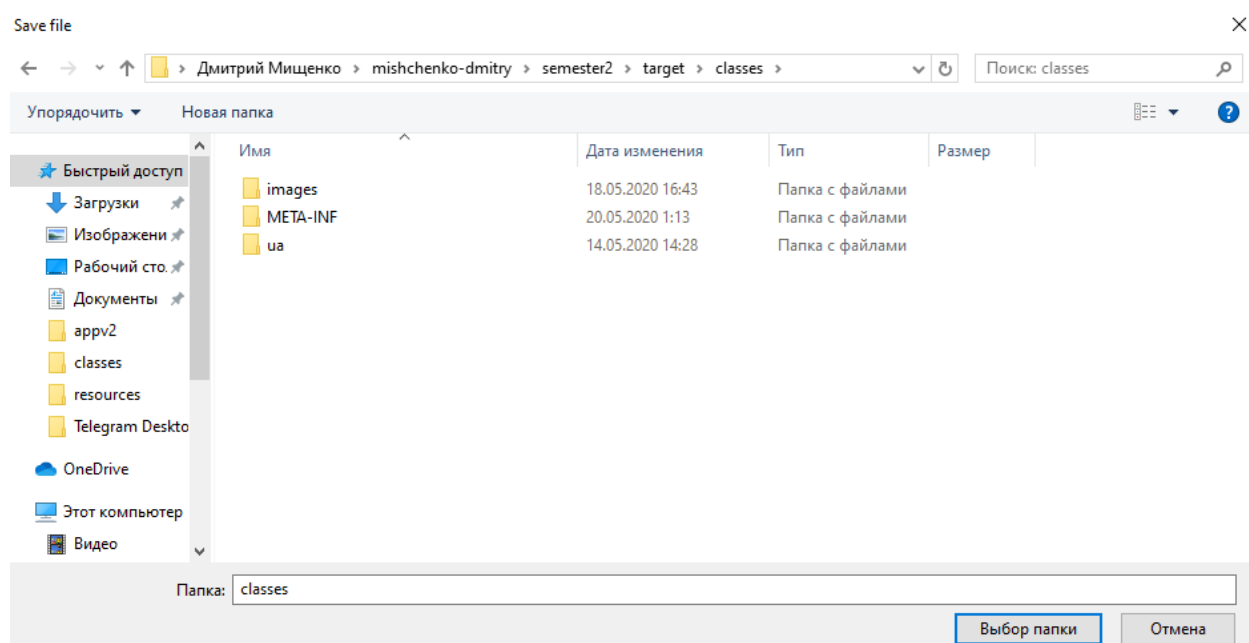 Save file
Дмитрий Мищенко > mishchenko-dmitry > semester2 > target > classes >
Поиск: classes
Упорядочить
Новая папка
Имя Дата изменения Тип Размер
images 18.05.2020 16:43 Папка с файлами
META-INF 20.05.2020 1:13 Папка с файлами
ua 14.05.2020 14:28 Папка с файлами
Быстрый доступ
Загрузки
Изображени
Рабочий сто
Документы
appv2
classes
resources
Telegram Deskto
OneDrive
Этот компьютер
Видео
Папка: classes
Выбор папки Отмена